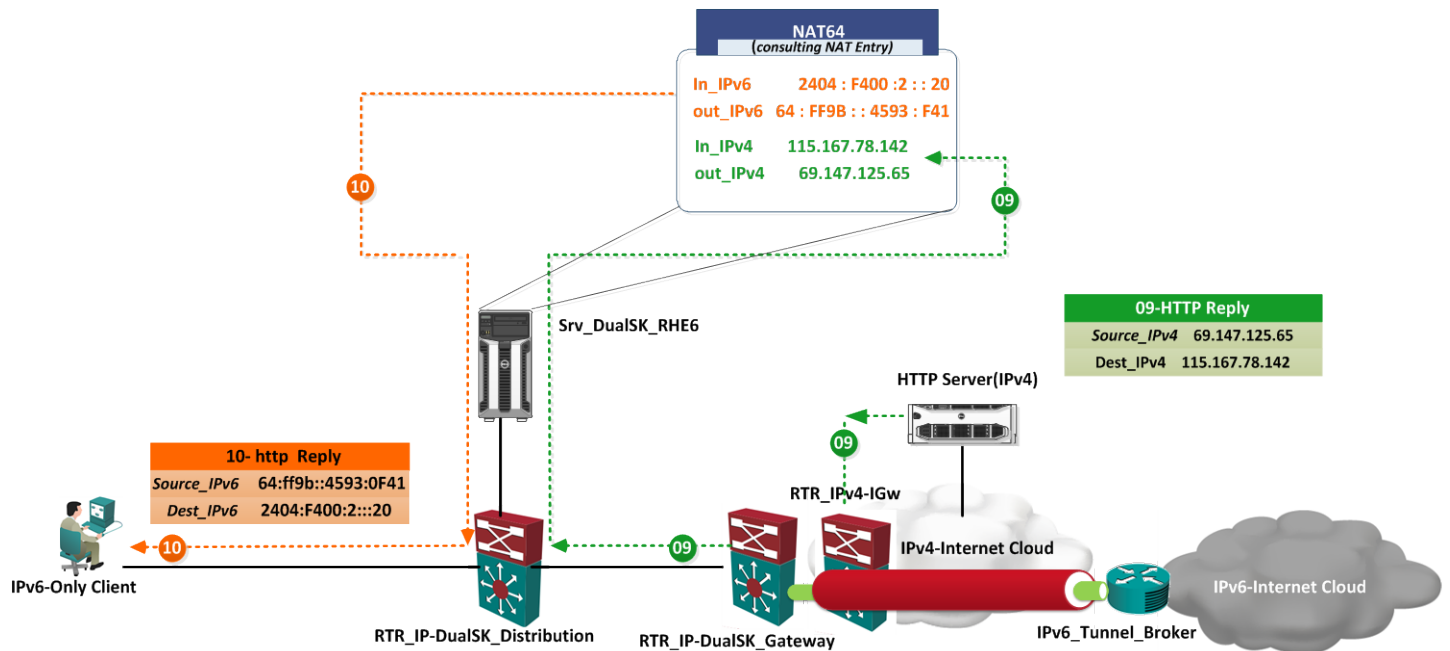 NAT64
(consulting NAT Entry)
In_IPv6 2404 : F400 :2 : : 20
out_IPv6 64 : FF9B : : 4593 : F41
In_IPv4 115.167.78.142
out_IPv4 69.147.125.65
10
09
Srv_DualSK_RHE6
09-HTTP Reply
Source_IPv4 69.147.125.65
Dest_IPv4 115.167.78.142
HTTP Server(IPv4)
09
10- http Reply
Source_IPv6 64:ff9b::4593:0F41
Dest_IPv6 2404:F400:2:::20
RTR_IPv4-IGw
10
09
IPv4-Internet Cloud
IPv6-Only Client
IPv6-Internet Cloud
RTR_IP-DualSK_Distribution
RTR_IP-DualSK_Gateway
IPv6_Tunnel_Broker